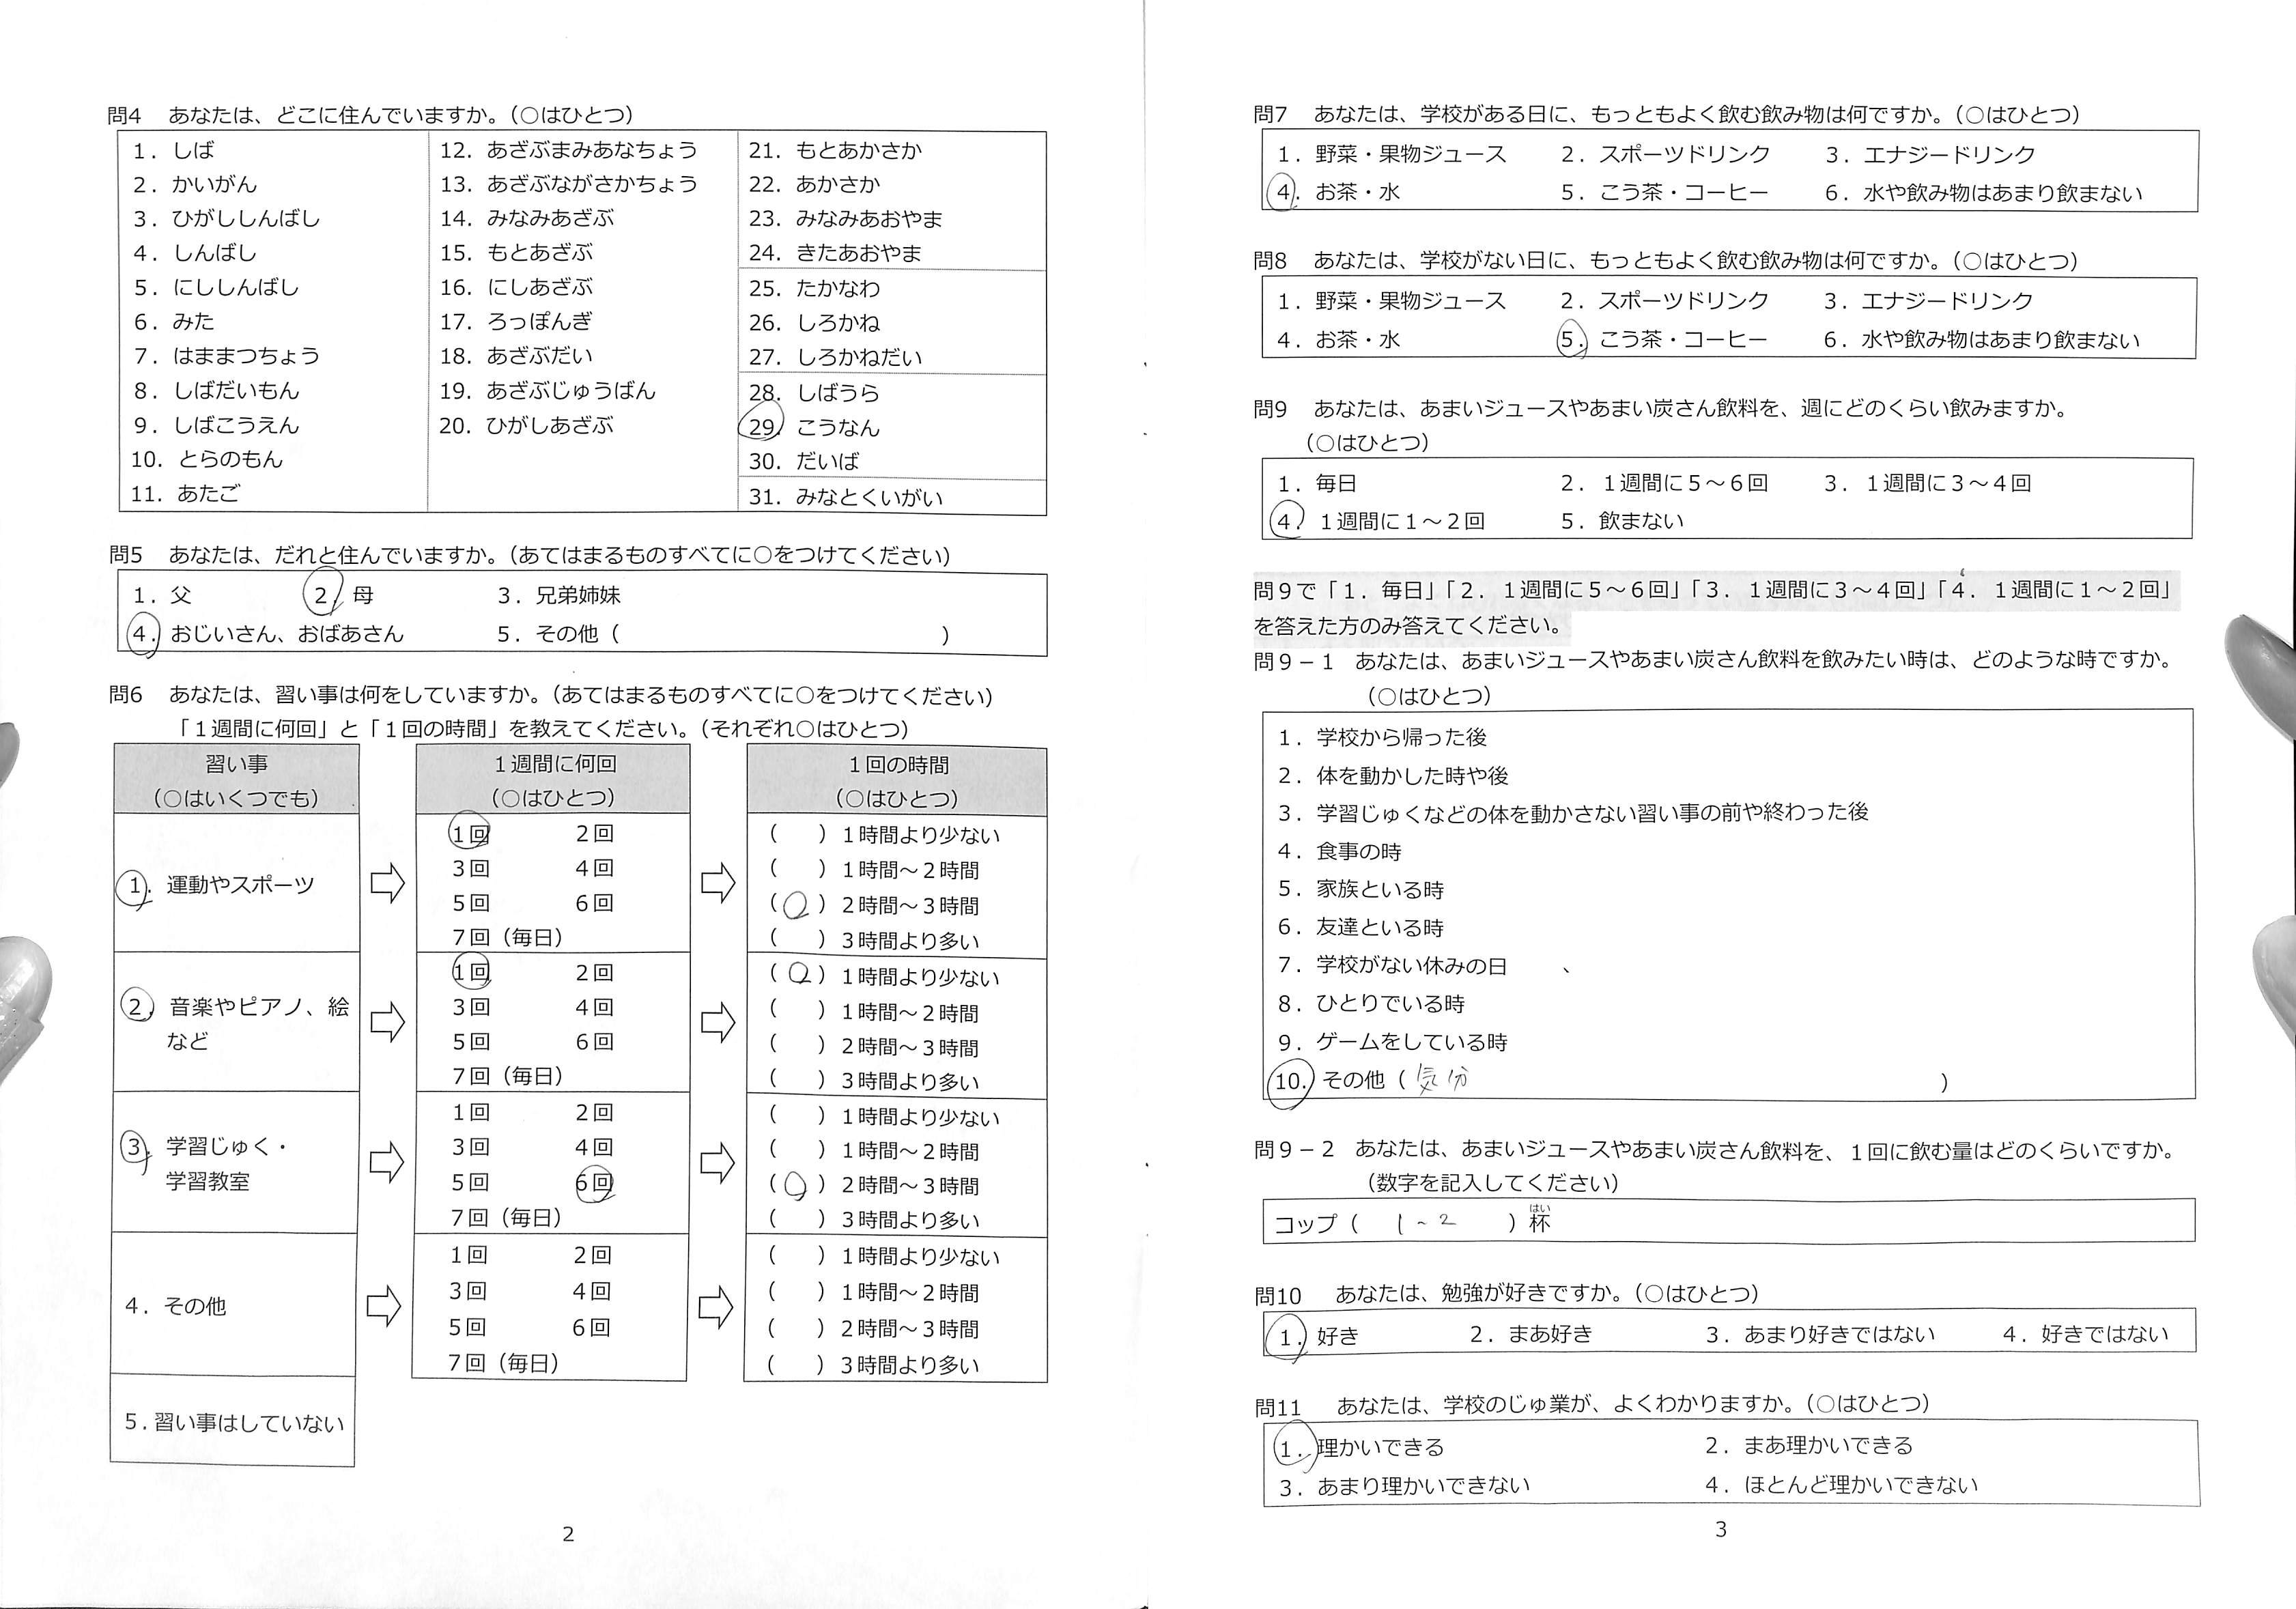 問4 あなたは、どこに住んでいますか。（○はひとつ）
1．しば
2．かいがん
3．ひがししんばし
4．しんばし
5．にししんばし
6．みた
7．はままつちょう
8．しばだいもん
9．しばこうえん
10．とらのもん
11．あたご
12．あざぶまみあなちょう
13．あざぶながさかちょう
14．みなみあざぶ
15．もとあざぶ
16．にしあざぶ
17．ろっぽんぎ
18．あざぶだい
19．あざぶじゅうばん
20．ひがしあざぶ
21．もとあかさか
22．あかさか
23．みなみあおやま
24．きたあおやま
25．たかなわ
26．しろかね
27．しろかねだい
28．しばうら
29．こうなん
30．だいば
31．みなとくいがい
問5 あなたは、だれと住んでいますか。（あてはまるものすべてに○をつけてください）
1．父 2．母 3．兄弟姉妹
4．おじいさん、おばあさん 5．その他（ ）
問6 あなたは、習い事は何をしていますか。（あてはまるものすべてに○をつけてください）
「１週間に何回」と「１回の時間」を教えてください。（それぞれ○はひとつ）
習い事
（○はいくつでも）
１週間に何回
（○はひとつ）
１回の時間
（○はひとつ）
1．運動やスポーツ
1回 2回
3回 4回
5回 6回
7回（毎日）
（ ）１時間より少ない
（ ）１時間～２時間
（○）２時間～３時間
（ ）３時間より多い
2．音楽やピアノ、絵
など
1回 2回
3回 4回
5回 6回
7回（毎日）
（○）１時間より少ない
（ ）１時間～２時間
（ ）２時間～３時間
（ ）３時間より多い
3．学習じゅく・
学習教室
1回 2回
3回 4回
5回 6回
7回（毎日）
（ ）１時間より少ない
（ ）１時間～２時間
（○）２時間～３時間
（ ）３時間より多い
4．その他
1回 2回
3回 4回
5回 6回
7回（毎日）
（ ）１時間より少ない
（ ）１時間～２時間
（ ）２時間～３時間
（ ）３時間より多い
5．習い事はしていない
2
問7 あなたは、学校がある日に、もっともよく飲む飲み物は何ですか。（○はひとつ）
1．野菜・果物ジュース 2．スポーツドリンク 3．エナジードリンク
4．お茶・水 5．こう茶・コーヒー 6．水や飲み物はあまり飲まない
問8 あなたは、学校がない日に、もっともよく飲む飲み物は何ですか。（○はひとつ）
1．野菜・果物ジュース 2．スポーツドリンク 3．エナジードリンク
4．お茶・水 5．こう茶・コーヒー 6．水や飲み物はあまり飲まない
問9 あなたは、あまいジュースやあまい炭さん飲料を、週にどのくらい飲みますか。
（○はひとつ）
1．毎日 2．１週間に５～６回 3．１週間に３～４回
4．１週間に１～２回 5．飲まない
問９で「１．毎日」「２．１週間に５～６回」「３．１週間に３～４回」「４．１週間に１～２回」
を答えた方のみ答えてください。
問９－１ あなたは、あまいジュースやあまい炭さん飲料を飲みたい時は、どのような時ですか。
（○はひとつ）
1．学校から帰った後
2．体を動かした時や後
3．学習じゅくなどの体を動かさない習い事の前や終わった後
4．食事の時
5．家族といる時
6．友達といる時
7．学校がない休みの日
8．ひとりでいる時
9．ゲームをしている時
10．その他（ 気分 ）
問９－２ あなたは、あまいジュースやあまい炭さん飲料を、１回に飲む量はどのくらいですか。
（数字を記入してください）
はい
コップ（ 1～2 ）杯
問10 あなたは、勉強が好きですか。（○はひとつ）
1．好き 2．まあ好き 3．あまり好きではない 4．好きではない
問11 あなたは、学校のじゅ業が、よくわかりますか。（○はひとつ）
1．理かいできる 2．まあ理かいできる
3．あまり理かいできない 4．ほとんど理かいできない
3